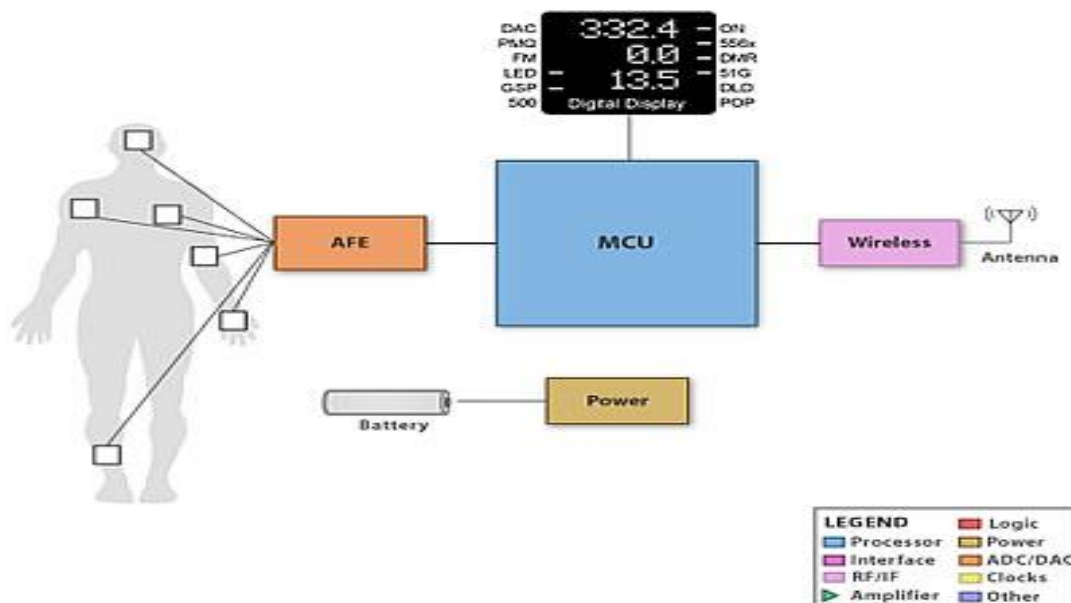 DAC 332.4 ON
PMQ 0.0 556x
FM DMR
LED 13.5 51G
GSP DLD
500 Digital Display POP
AFE
MCU
Wireless
Antenna
Battery
Power
LEGEND
Logic
Processor
Power
Interface
ADC/DAC
RF/IF
Clocks
Amplifier
Other